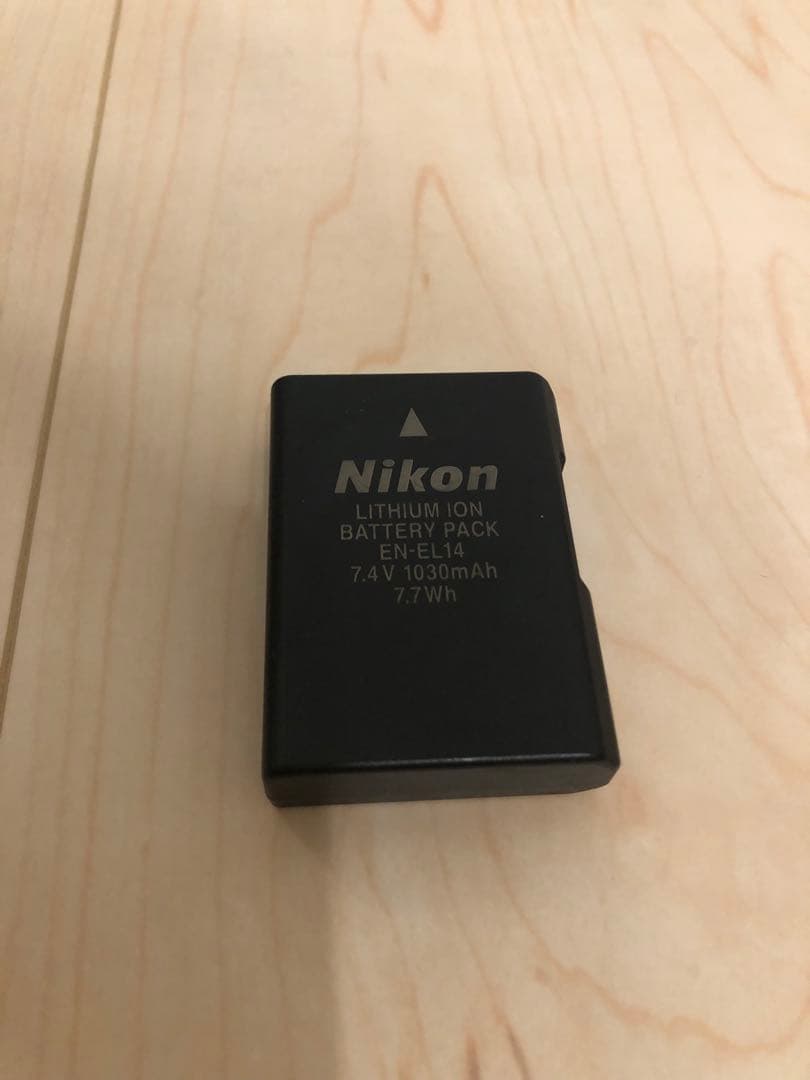 Nikon
LITHIUM ION
BATTERY PACK
EN-EL14
7.4V 1030mAh
7.7Wh